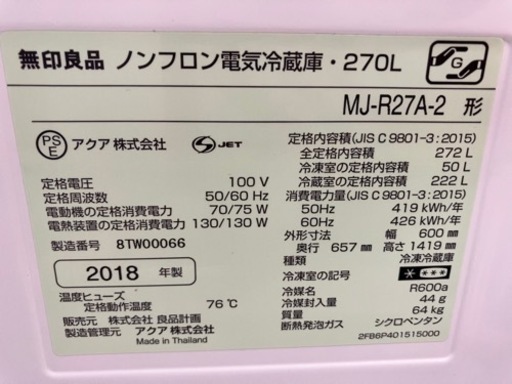 無印良品 ノンフロン電気冷蔵庫・270L
G
MJ-R27A-2 形
PSE アクア株式会社 S JET
定格電圧 100 V
定格周波数 50/60 Hz
電動機の定格消費電力 70/75 W
電熱装置の定格消費電力 130/130 W
製造番号 8TW00066
2018 年製
温度ヒューズ
定格動作温度 76℃
販売元 株式会社 良品計画
製造管理元 アクア株式会社
Made in Thailand
定格内容積(JIS C 9801-3:2015)
全定格内容積 272 L
冷凍室の定格内容積 50 L
冷蔵室の定格内容積 222 L
消費電力量(JIS C 9801-3:2015)
50Hz 419 kWh/年
60Hz 426 kWh/年
外形寸法 幅 600 mm
奥行 657 mm 高さ 1419 mm
種類 冷凍冷蔵庫
冷凍室の記号
冷媒名 R600a
冷媒封入量 44 g
質量 64 kg
断熱発泡ガス シクロペンタン
2FB6P401515000